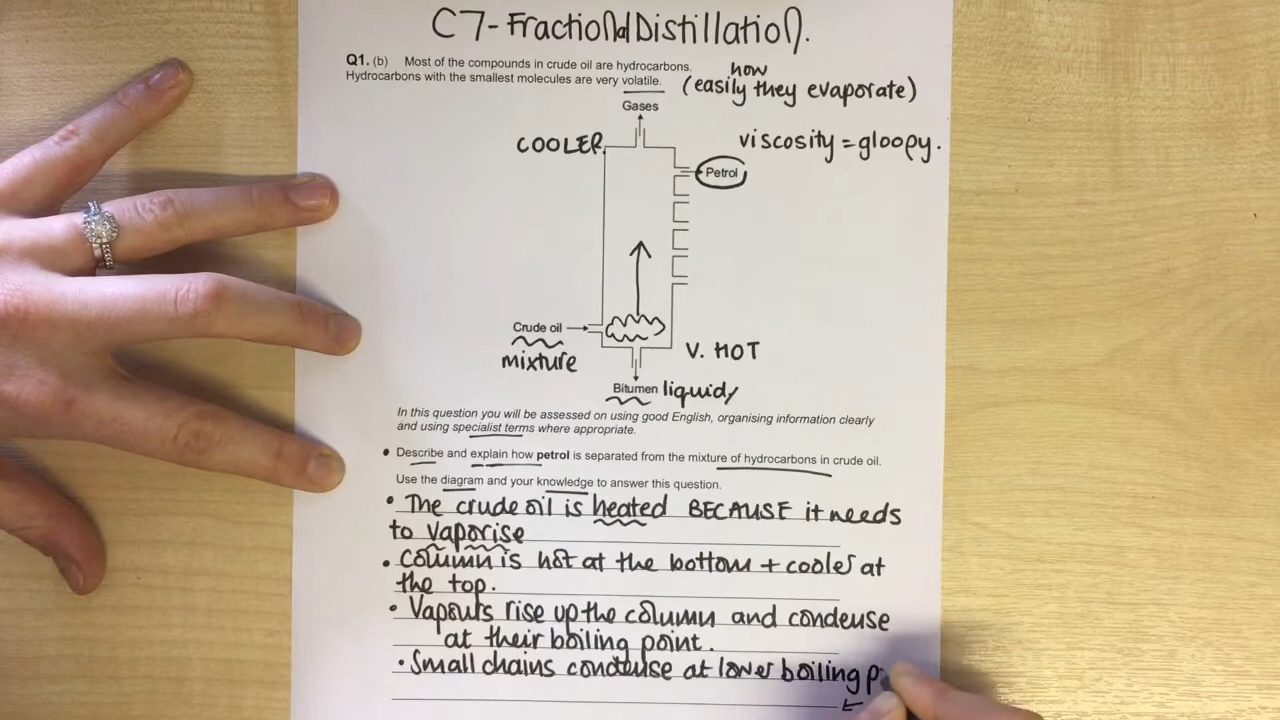 C7-Fractional Distillation.
Q1. (b) Most of the compounds in crude oil are hydrocarbons.
how
Hydrocarbons with the smallest molecules are very volatile. (easily they evaporate)
Gases
COOLER
viscosity = gloopy.
Petrol
Crude oil
mixture
V. HOT
Bitumen liquidy
In this question you will be assessed on using good English, organising information clearly
and using specialist terms where appropriate.
• Describe and explain how petrol is separated from the mixture of hydrocarbons in crude oil.
Use the diagram and your knowledge to answer this question.
• The crude oil is heated BECAUSE it needs
to vaporise
• Column is hot at the bottom + cooler at
the top.
• Vapours rise up the column and condense
at their boiling point.
• Small chains condense at lower boiling p